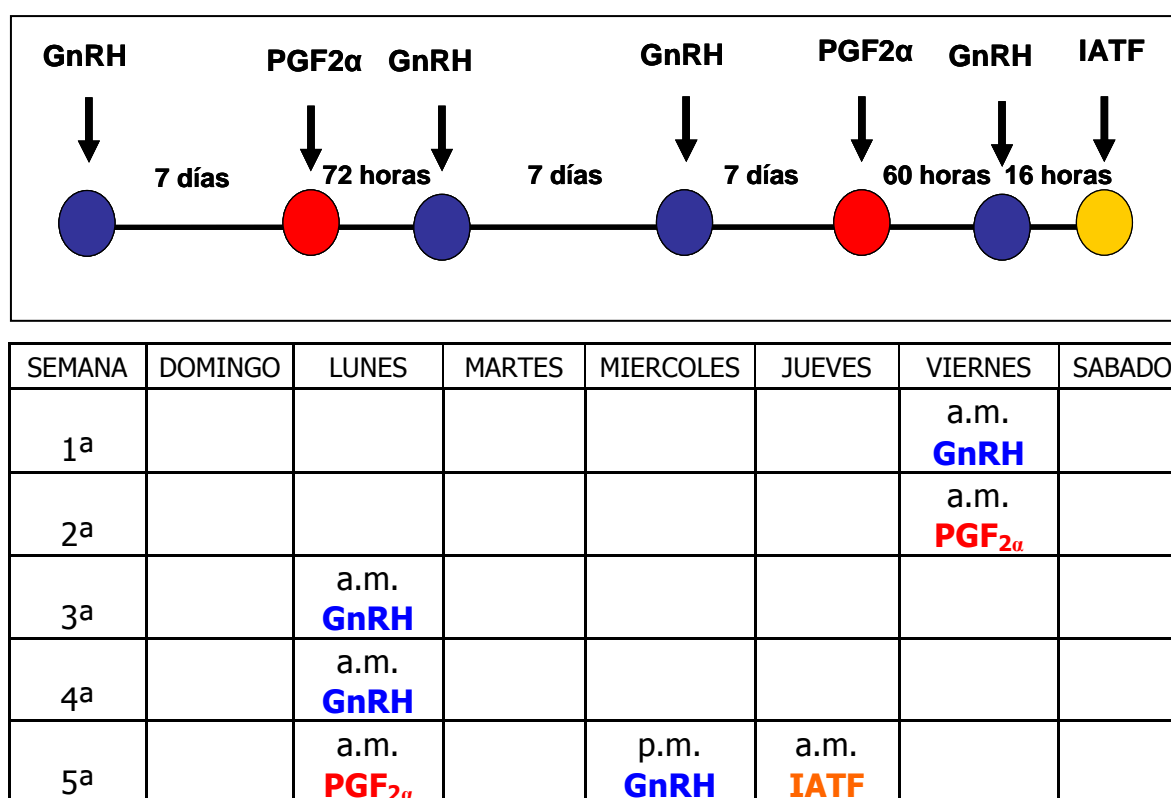 GnRH PGF2α GnRH GnRH PGF2α GnRH IATF
7 días 72 horas 7 días 7 días 60 horas 16 horas
SEMANA DOMINGO LUNES MARTES MIERCOLES JUEVES VIERNES SABADO
1ª a.m. GnRH
2ª a.m. PGF2α
3ª a.m. GnRH
4ª a.m. GnRH
5ª a.m. PGF2α p.m. GnRH a.m. IATF